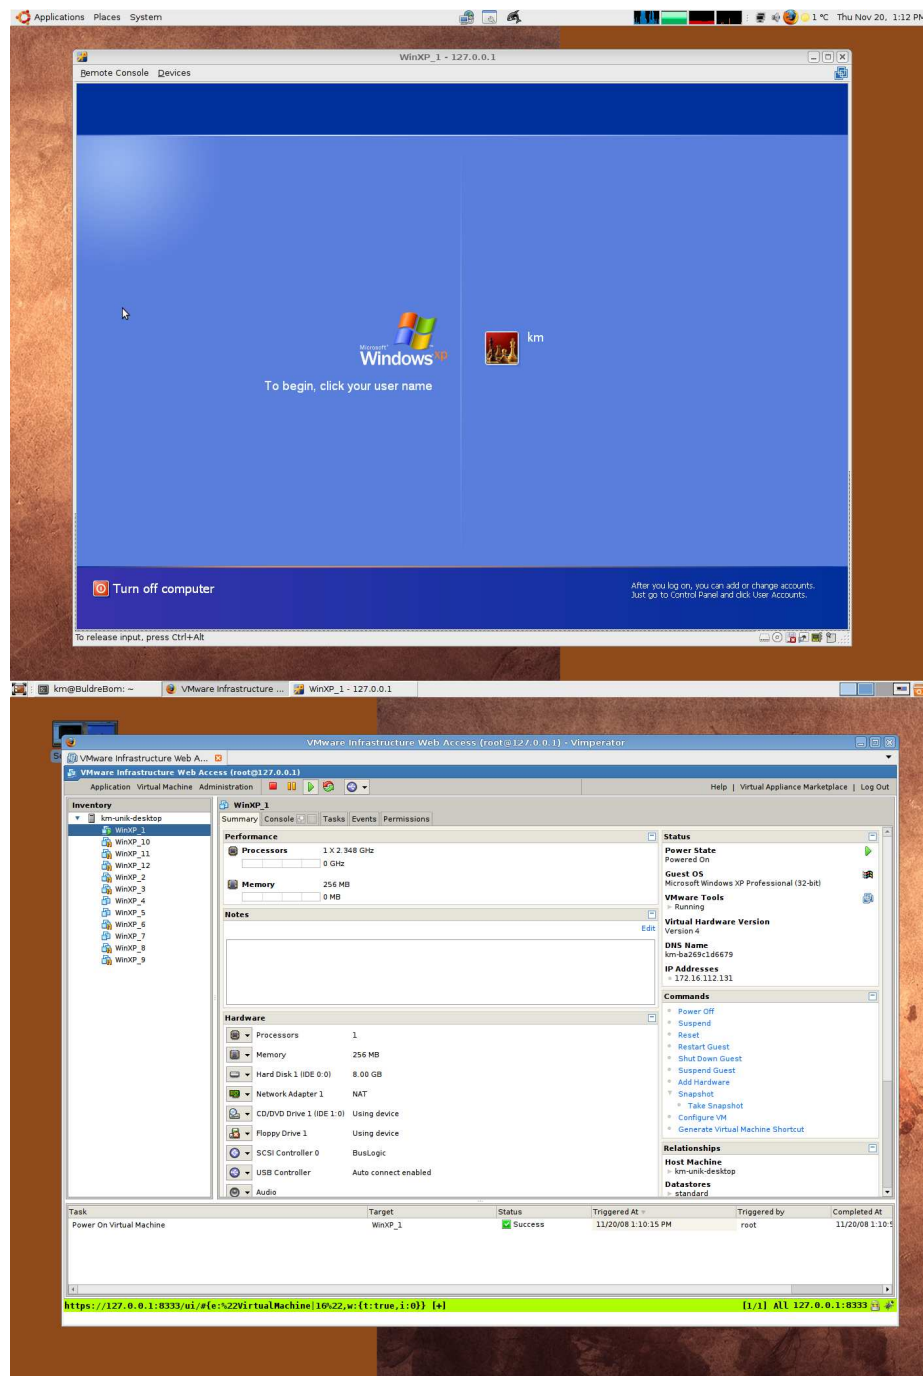 Applications Places System
1 °C Thu Nov 20, 1:12 PM
WinXP_1 - 127.0.0.1
Remote Console Devices
Microsoft
Windows xp
To begin, click your user name
km
Turn off computer
After you log on, you can add or change accounts.
Just go to Control Panel and click User Accounts.
To release input, press Ctrl+Alt
km@BuldreBom: ~
VMware Infrastructure ...
WinXP_1 - 127.0.0.1
VMware Infrastructure Web Access (root@127.0.0.1) - Vimperator
VMware Infrastructure Web A...
VMware Infrastructure Web Access (root@127.0.0.1)
Application Virtual Machine Administration
Help | Virtual Appliance Marketplace | Log Out
Inventory
km-unik-desktop
WinXP_1
WinXP_10
WinXP_11
WinXP_12
WinXP_2
WinXP_3
WinXP_4
WinXP_5
WinXP_6
WinXP_7
WinXP_8
WinXP_9
WinXP_1
Summary Console Tasks Events Permissions
Performance
Processors 1 X 2.348 GHz
0 GHz
Memory 256 MB
0 MB
Notes
Edit
Hardware
Processors 1
Memory 256 MB
Hard Disk 1 (IDE 0:0) 8.00 GB
Network Adapter 1 NAT
CD/DVD Drive 1 (IDE 1:0) Using device
Floppy Drive 1 Using device
SCSI Controller 0 BusLogic
USB Controller Auto connect enabled
Audio
Status
Power State
Powered On
Guest OS
Microsoft Windows XP Professional (32-bit)
VMware Tools
Running
Virtual Hardware Version
Version 4
DNS Name
km-ba269c1d6679
IP Addresses
172.16.112.131
Commands
Power Off
Suspend
Reset
Restart Guest
Shut Down Guest
Suspend Guest
Add Hardware
Snapshot
Take Snapshot
Configure VM
Generate Virtual Machine Shortcut
Relationships
Host Machine
km-unik-desktop
Datastores
standard
Task Target Status Triggered At Triggered by Completed At
Power On Virtual Machine WinXP_1 Success 11/20/08 1:10:15 PM root 11/20/08 1:10:5
https://127.0.0.1:8333/ui/#{e:%22VirtualMachine|16%22,w:{t:true,i:0}} [+]
[1/1] All 127.0.0.1:8333